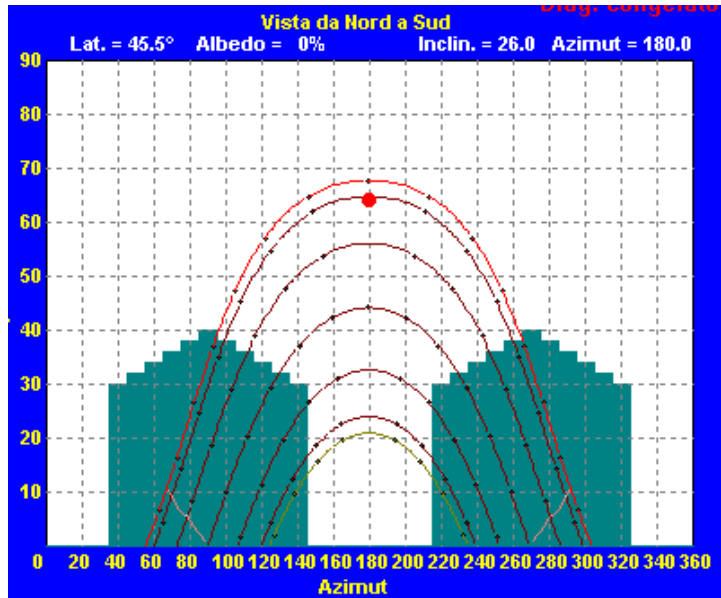 Diag. congelato
Vista da Nord a Sud
Lat. = 45.5° Albedo = 0% Inclin. = 26.0 Azimut = 180.0
90
80
70
60
50
40
30
20
10
0 20 40 60 80 100 120 140 160 180 200 220 240 260 280 300 320 340 360
Azimut